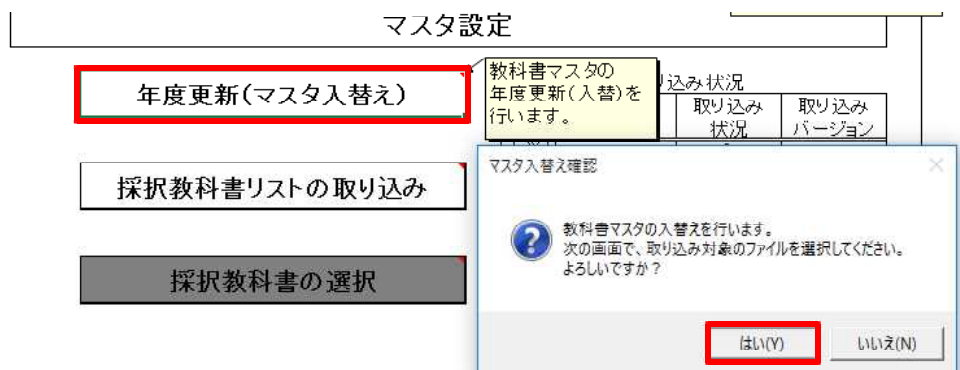 マスタ設定
年度更新(マスタ入替え)
教科書マスタの
年度更新(入替)を
行います。
り込み状況
取り込み
状況
取り込み
バージョン
採択教科書リストの取り込み
採択教科書の選択
マスタ入替え確認
教科書マスタの入替えを行います。
次の画面で、取り込み対象のファイルを選択してください。
よろしいですか？
はい(Y)
いいえ(N)